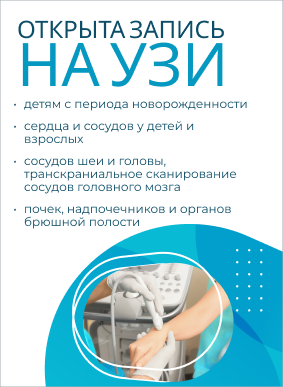 ОТКРЫТА ЗАПИСЬ
НА УЗИ
• детям с периода новорожденности
• сердца и сосудов у детей и
взрослых
• сосудов шеи и головы,
транскраниальное сканирование
сосудов головного мозга
• почек, надпочечников и органов
брюшной полости